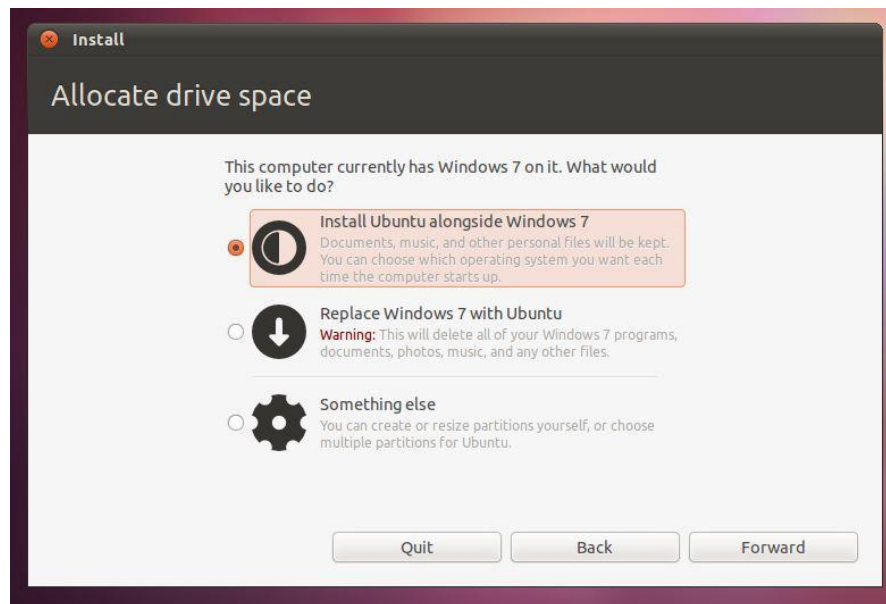 Install
Allocate drive space
This computer currently has Windows 7 on it. What would
you like to do?
Install Ubuntu alongside Windows 7
Documents, music, and other personal files will be kept.
You can choose which operating system you want each
time the computer starts up.
Replace Windows 7 with Ubuntu
Warning: This will delete all of your Windows 7 programs,
documents, photos, music, and any other files.
Something else
You can create or resize partitions yourself, or choose
multiple partitions for Ubuntu.
Quit
Back
Forward